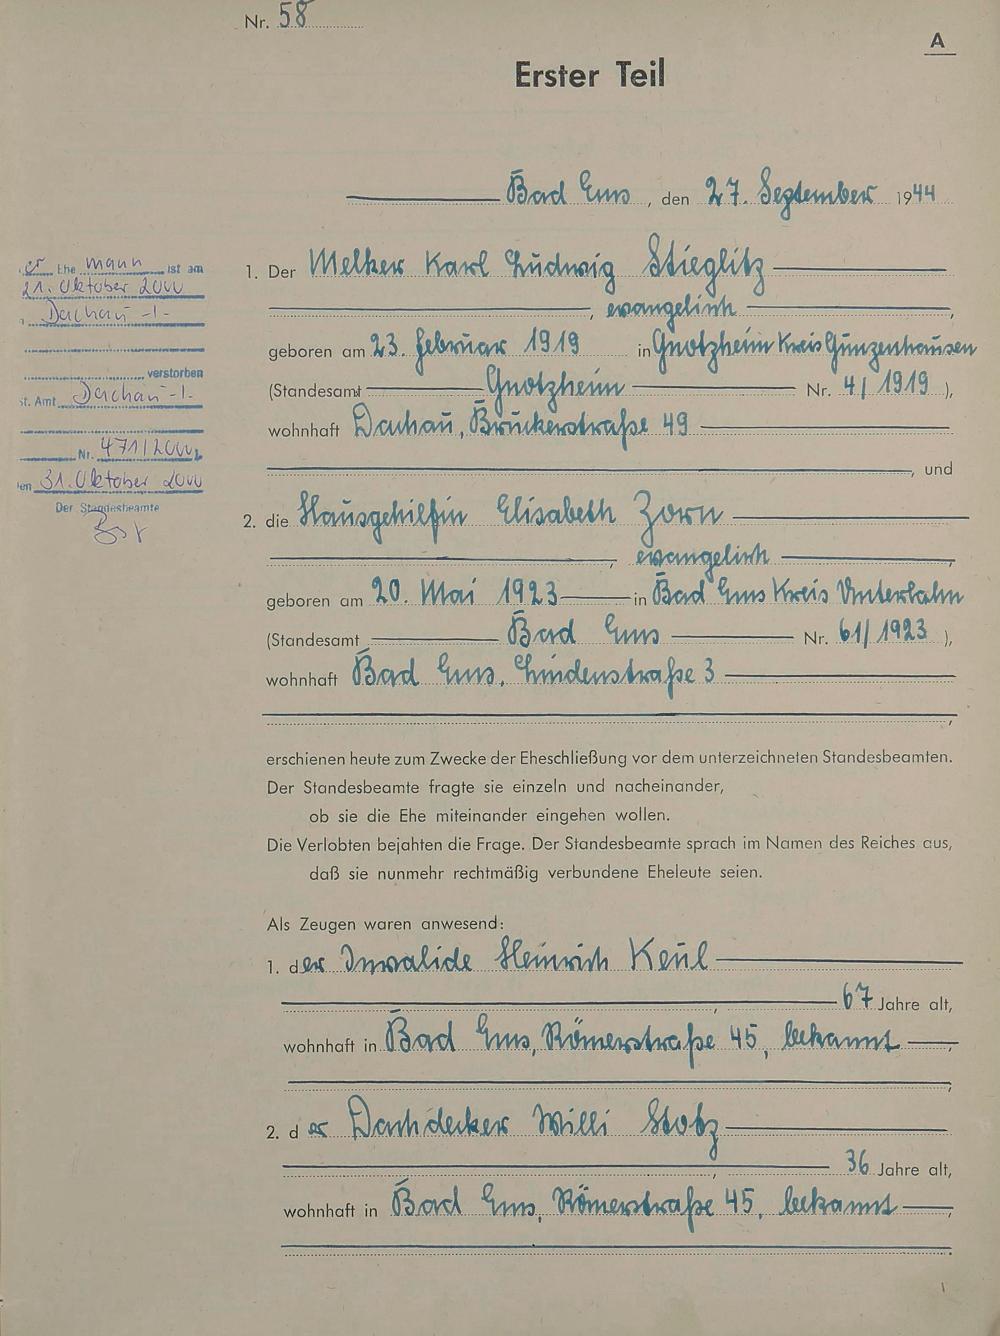 Nr. 58
A
Erster Teil
Bad Ems, den 27. September 1944
1. Der Melker Karl Ludwig Stieglitz
, evangelisch ,
geboren am 23. Februar 1919 in Gnotzheim Kreis Gunzenhausen
(Standesamt Gnotzheim Nr. 4/1919),
wohnhaft Dachau, Bruckerstraße 49
, und
2. die Hausgehilfin Elisabeth Zorn
, evangelisch ,
geboren am 20. Mai 1923 in Bad Ems Kreis Unterlahn
(Standesamt Bad Ems Nr. 61/1923),
wohnhaft Bad Ems, Lindenstraße 3
,
erschienen heute zum Zwecke der Eheschließung vor dem unterzeichneten Standesbeamten.
Der Standesbeamte fragte sie einzeln und nacheinander,
ob sie die Ehe miteinander eingehen wollen.
Die Verlobten bejahten die Frage. Der Standesbeamte sprach im Namen des Reiches aus,
daß sie nunmehr rechtmäßig verbundene Eheleute seien.
Als Zeugen waren anwesend:
1. der Invalide Heinrich Keul
, 67 Jahre alt,
wohnhaft in Bad Ems, Römerstraße 45, bekannt ,
,
2. der Dachdecker Willi Stotz
, 36 Jahre alt,
wohnhaft in Bad Ems, Römerstraße 45, bekannt ,
.
er Ehe mann ist am
21. Oktober 2000
Dachau -I-
verstorben
st. Amt Dachau -I-
Nr. 471/2000
en 31. Oktober 2000
Der Standesbeamte